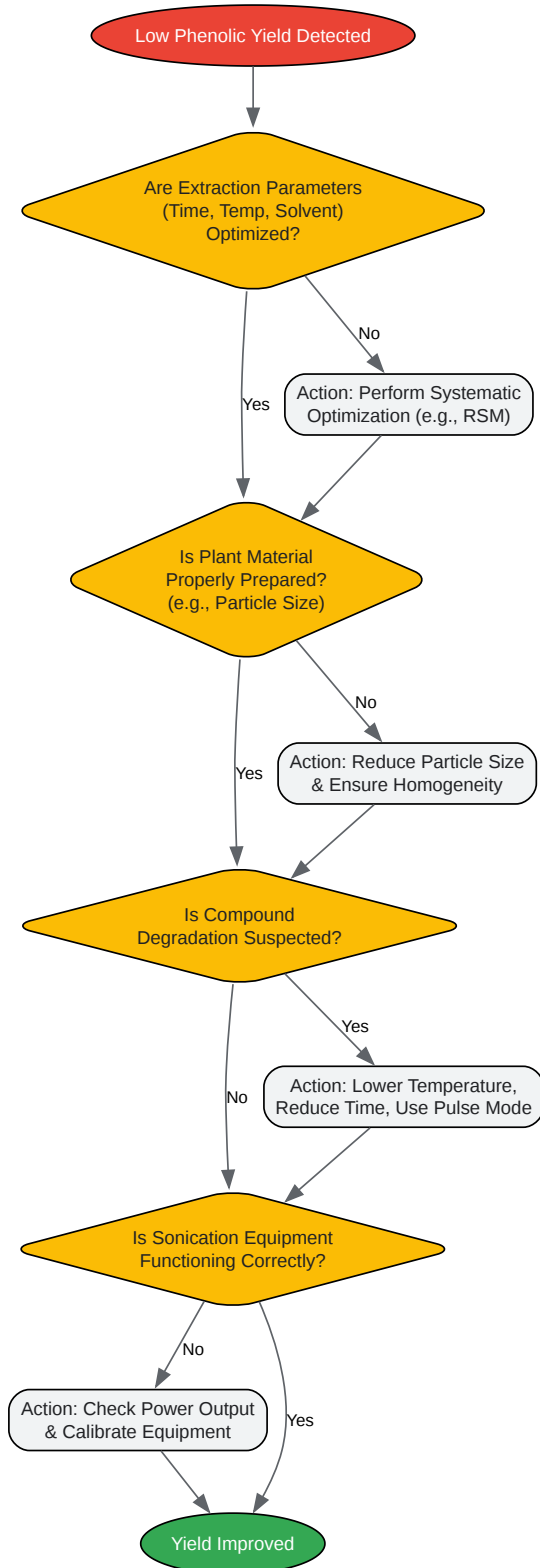 Low Phenolic Yield Detected
Are Extraction Parameters
(Time, Temp, Solvent)
Optimized?
No
Action: Perform Systematic
Optimization (e.g., RSM)
Yes
Is Plant Material
Properly Prepared?
(e.g., Particle Size)
No
Action: Reduce Particle Size
& Ensure Homogeneity
Yes
Is Compound
Degradation Suspected?
Yes
Action: Lower Temperature,
Reduce Time, Use Pulse Mode
No
Is Sonication Equipment
Functioning Correctly?
No
Action: Check Power Output
& Calibrate Equipment
Yes
Yield Improved